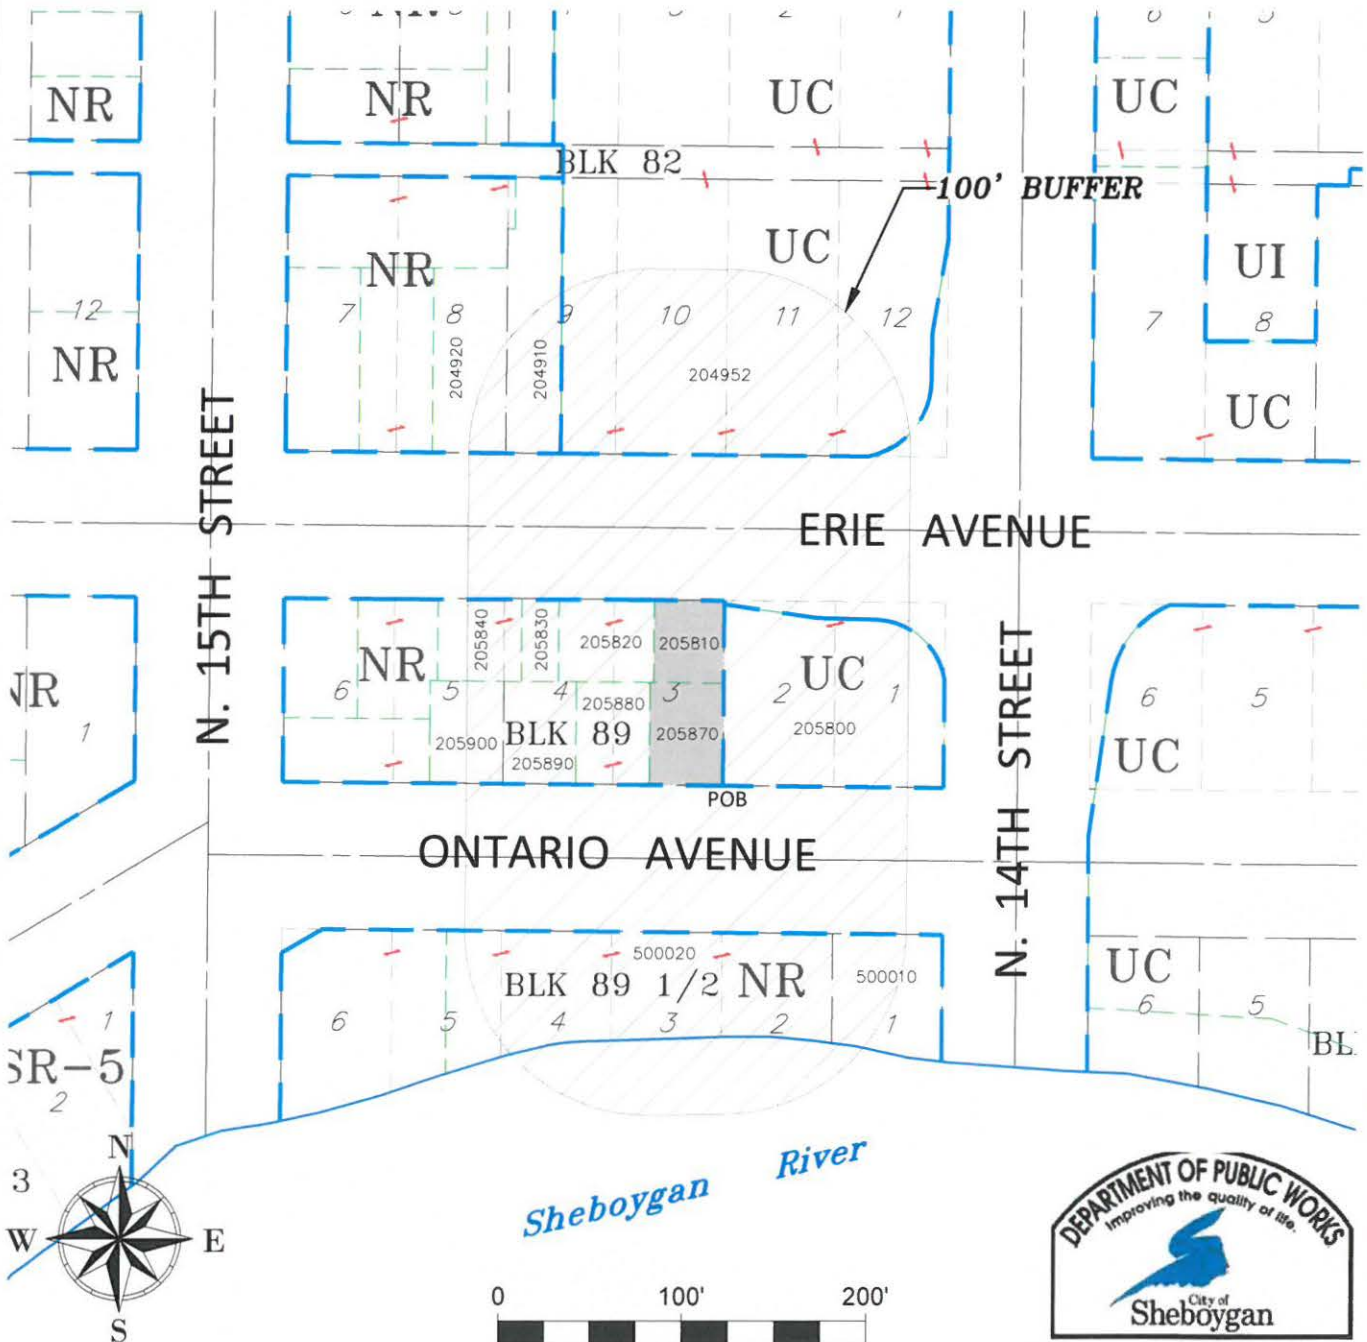 NR
NR
UC
UC
BLK 82
100' BUFFER
NR
UC
UI
12
7
8
9
10
11
12
7
8
NR
204920
204910
204952
UC
N. 15TH STREET
ERIE AVENUE
205840
205830
205820
205810
NR
UC
NR
6
5
4
3
2
1
6
5
1
205880
205900
BLK 89
205870
205800
UC
205890
POB
N. 14TH STREET
ONTARIO AVENUE
500020
BLK 89 1/2
NR
500010
UC
6
5
4
3
2
1
6
5
1
SR-5
2
3
N
W
E
S
Sheboygan River
0 100' 200'
DEPARTMENT OF PUBLIC WORKS
Improving the quality of life.
City of
Sheboygan